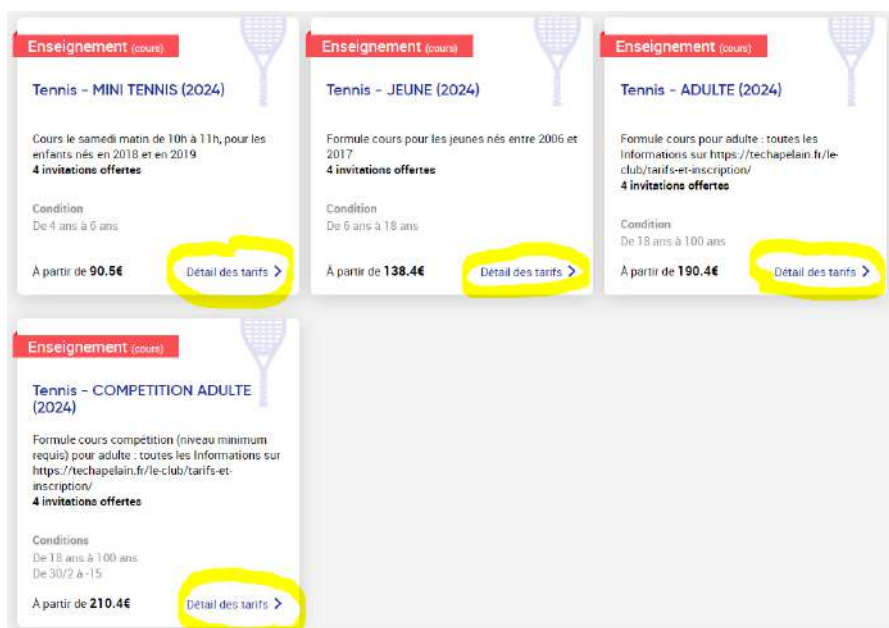 Enseignement (cours)
Tennis - MINI TENNIS (2024)
Cours le samedi matin de 10h à 11h, pour les
enfants nés en 2018 et en 2019
4 invitations offertes
Condition
De 4 ans à 6 ans
À partir de 90.5€
Détail des tarifs >
Enseignement (cours)
Tennis - JEUNE (2024)
Formule cours pour les jeunes nés entre 2006 et
2017
4 invitations offertes
Condition
De 6 ans à 18 ans
À partir de 138.4€
Détail des tarifs >
Enseignement (cours)
Tennis - ADULTE (2024)
Formule cours pour adulte : toutes les
Informations sur https://techapelain.fr/le-
club/tarifs-et-inscription/
4 invitations offertes
Condition
De 18 ans à 100 ans
À partir de 190.4€
Détail des tarifs >
Enseignement (cours)
Tennis - COMPETITION ADULTE
(2024)
Formule cours compétition (niveau minimum
requis) pour adulte : toutes les Informations sur
https://techapelain.fr/le-club/tarifs-et-
inscription/
4 invitations offertes
Conditions
De 18 ans à 100 ans
De 30/2 à -15
À partir de 210.4€
Détail des tarifs >